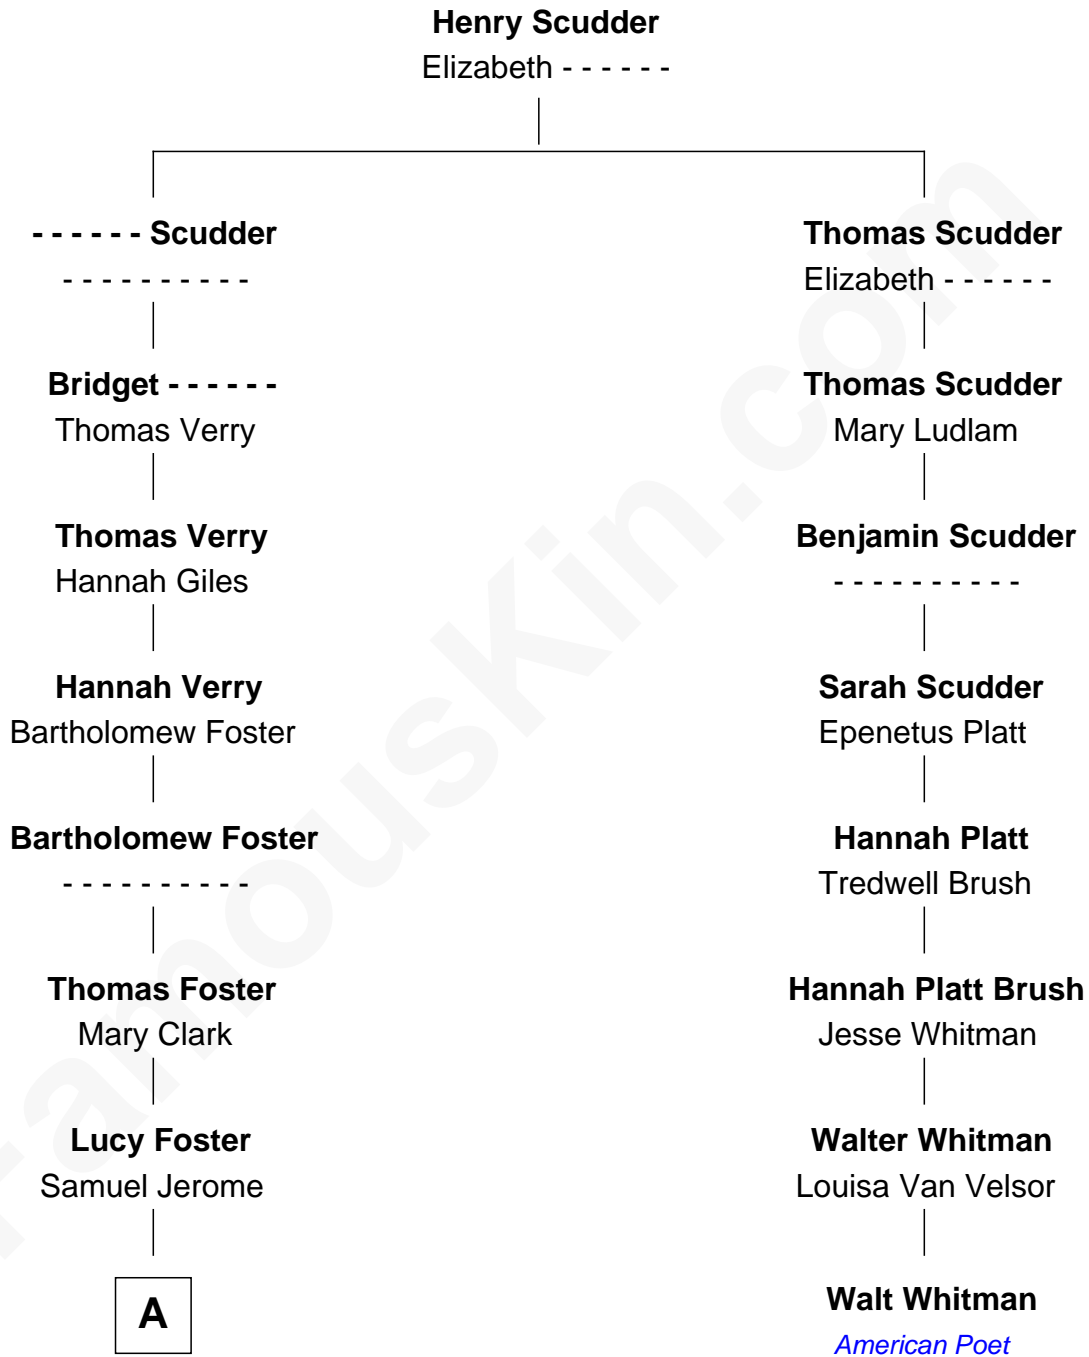 Henry Scudder
Elizabeth - - - - - -
- - - - - - Scudder
- - - - - - - - - -
Bridget - - - - - -
Thomas Verry
Thomas Verry
Hannah Giles
Hannah Verry
Bartholomew Foster
Bartholomew Foster
- - - - - - - - - -
Thomas Foster
Mary Clark
Lucy Foster
Samuel Jerome
A
Thomas Scudder
Elizabeth - - - - - -
Thomas Scudder
Mary Ludlam
Benjamin Scudder
- - - - - - - - - -
Sarah Scudder
Epenetus Platt
Hannah Platt
Tredwell Brush
Hannah Platt Brush
Jesse Whitman
Walter Whitman
Louisa Van Velsor
Walt Whitman
American Poet
FamousKin.com